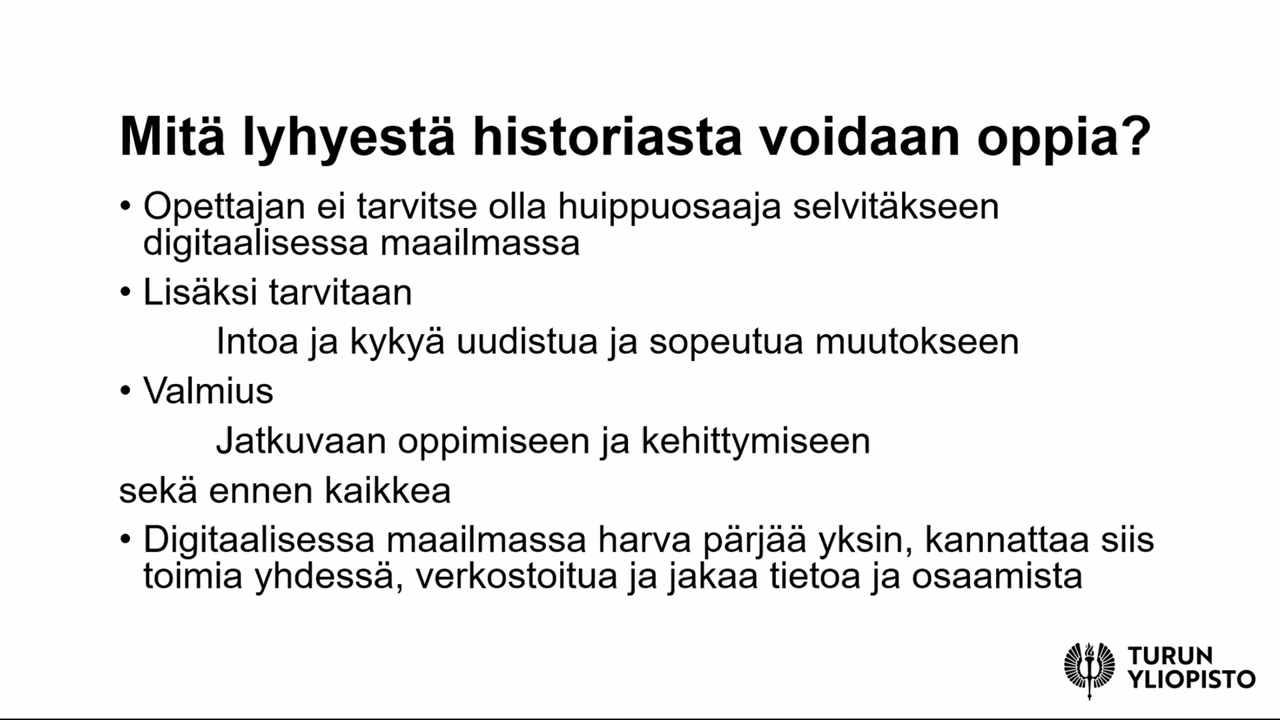 Mitä lyhyestä historiasta voidaan oppia?
• Opettajan ei tarvitse olla huippuosaaja selvitäkseen
digitaalisessa maailmassa
• Lisäksi tarvitaan
Intoa ja kykyä uudistua ja sopeutua muutokseen
• Valmius
Jatkuvaan oppimiseen ja kehittymiseen
sekä ennen kaikkea
• Digitaalisessa maailmassa harva pärjää yksin, kannattaa siis
toimia yhdessä, verkostoitua ja jakaa tietoa ja osaamista
TURUN
YLIOPISTO